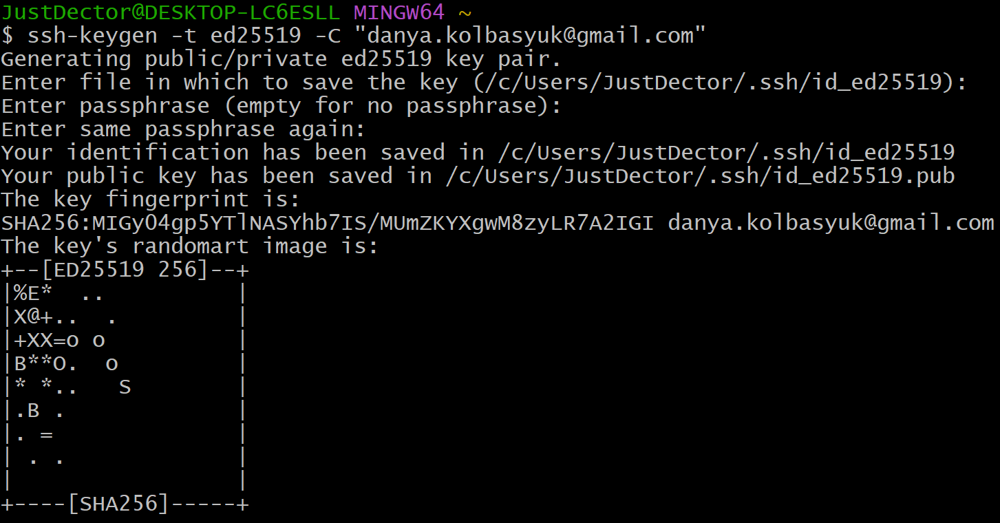 JustDector@DESKTOP-LC6ESLL MINGW64 ~
$ ssh-keygen -t ed25519 -C "danya.kolbasyuk@gmail.com"
Generating public/private ed25519 key pair.
Enter file in which to save the key (/c/Users/JustDector/.ssh/id_ed25519):
Enter passphrase (empty for no passphrase):
Enter same passphrase again:
Your identification has been saved in /c/Users/JustDector/.ssh/id_ed25519
Your public key has been saved in /c/Users/JustDector/.ssh/id_ed25519.pub
The key fingerprint is:
SHA256:MIGyO4gp5YTlNASYhb7IS/MUmZKYXgwM8zyLR7A2IGI danya.kolbasyuk@gmail.com
The key's randomart image is:
+--[ED25519 256]--+
|%E*  ..          |
|X@+..  .         |
|+XX=o o          |
|B**O.  o         |
|* *..   S        |
|.B .             |
|. =              |
| . .             |
|                 |
+----[SHA256]-----+